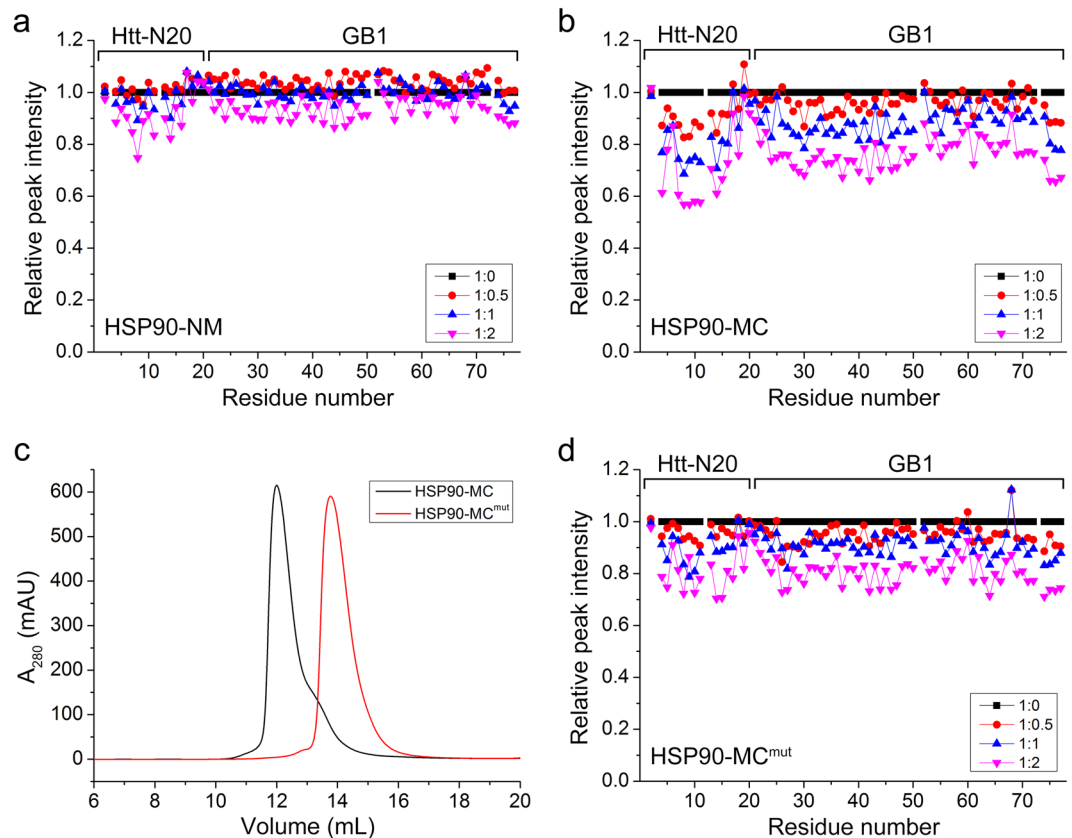 a
Htt-N20 GB1
Relative peak intensity
1.2
1.0
0.8
0.6
0.4
0.2
0.0
1:0
1:0.5
1:1
1:2
HSP90-NM
10 20 30 40 50 60 70
Residue number
b
Htt-N20 GB1
Relative peak intensity
1.2
1.0
0.8
0.6
0.4
0.2
0.0
1:0
1:0.5
1:1
1:2
HSP90-MC
10 20 30 40 50 60 70
Residue number
c
A280 (mAU)
600
500
400
300
200
100
0
HSP90-MC
HSP90-MCmut
6 8 10 12 14 16 18 20
Volume (mL)
d
Htt-N20 GB1
Relative peak intensity
1.2
1.0
0.8
0.6
0.4
0.2
0.0
1:0
1:0.5
1:1
1:2
HSP90-MCmut
10 20 30 40 50 60 70
Residue number